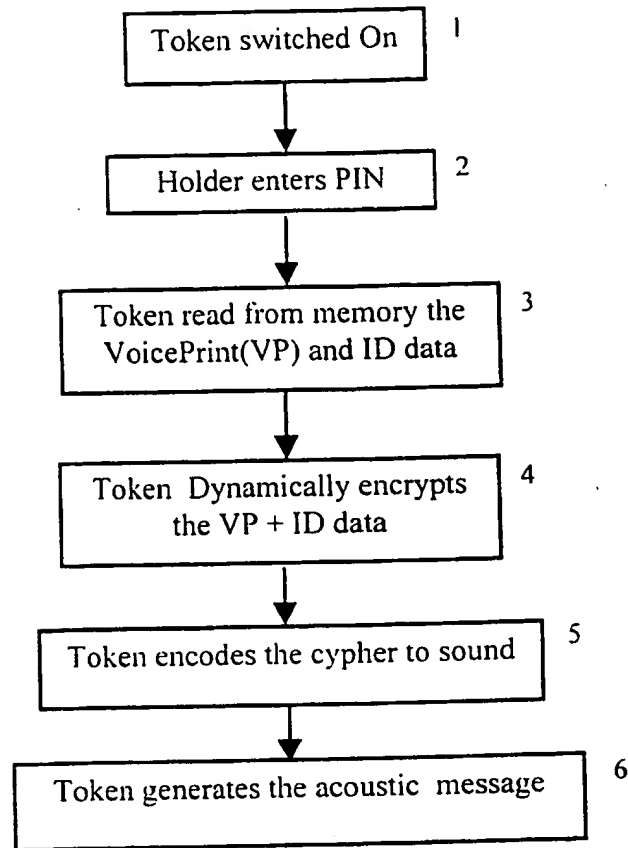 Token switched On
1
Holder enters PIN
2
Token read from memory the
VoicePrint(VP) and ID data
3
Token Dynamically encrypts
the VP + ID data
4
Token encodes the cypher to sound
5
Token generates the acoustic message
6